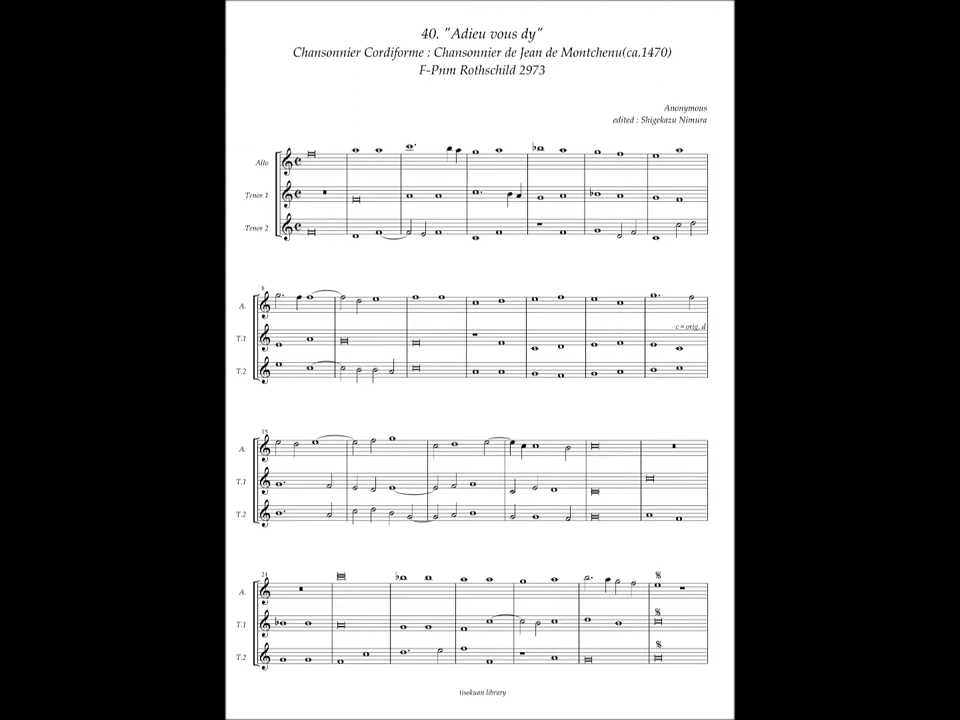 40. "Adieu vous dy"
Chansonnier Cordiforme : Chansonnier de Jean de Montchenu(ca.1470)
F-Pnm Rothschild 2973
Anonymous
edited : Shigekazu Nimura
Alto
Tenor 1
Tenor 2
8
A.
c = orig. d
T.1
T.2
15
A.
T.1
T.2
21
A.
T.1
T.2
tisokuan library